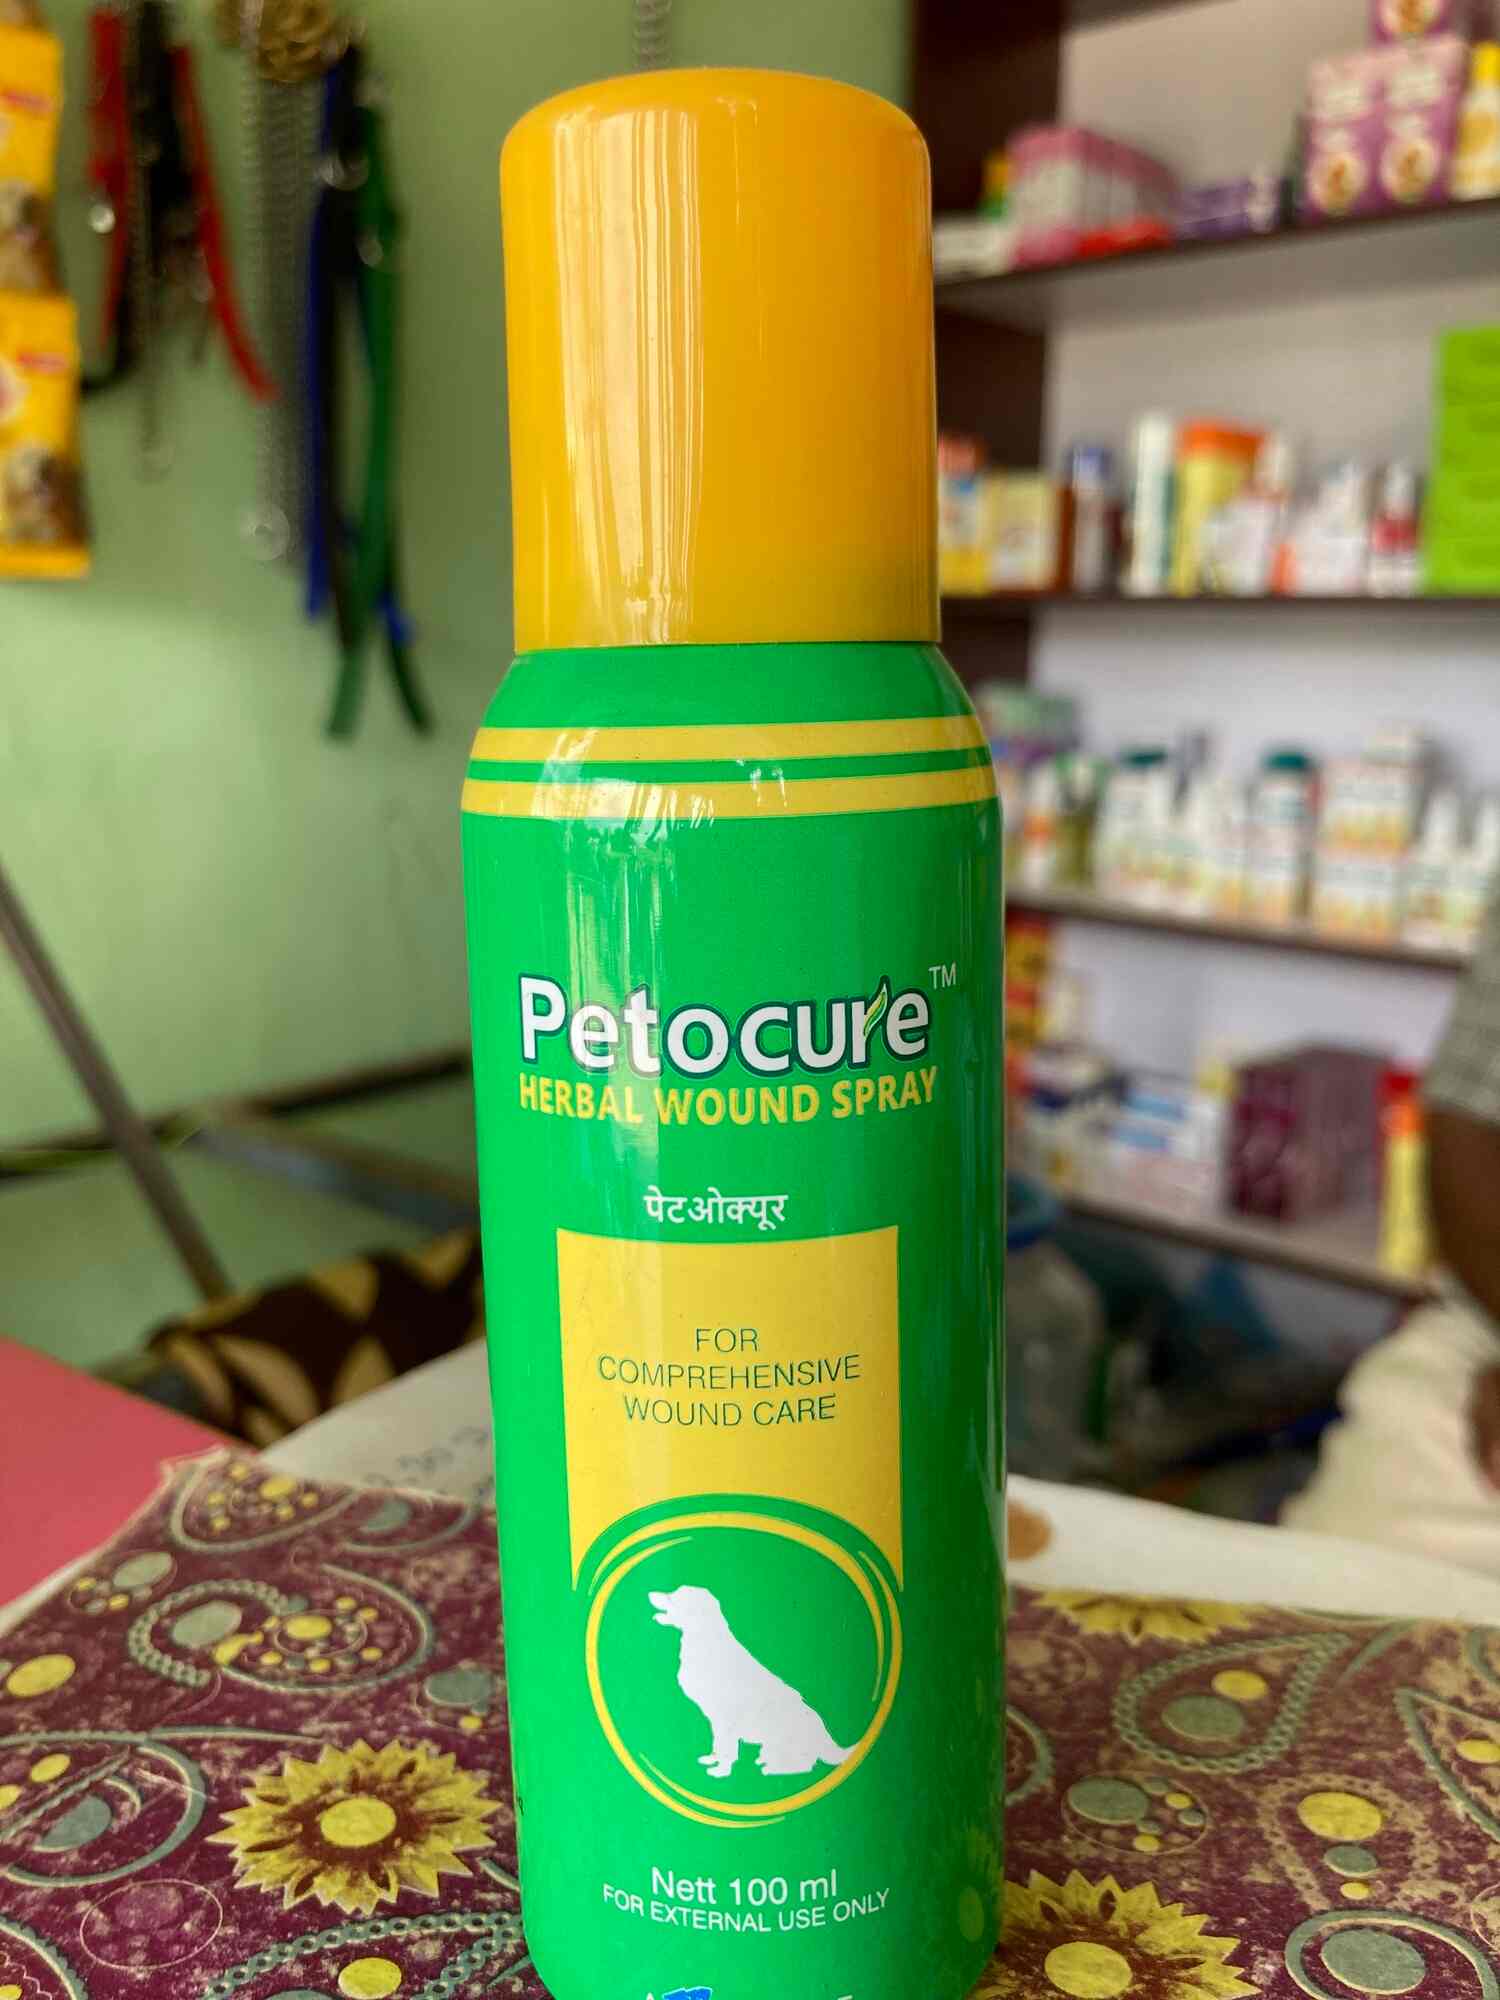 Petocure™
HERBAL WOUND SPRAY
पेटओक्यूर
FOR
COMPREHENSIVE
WOUND CARE
Nett 100 ml
FOR EXTERNAL USE ONLY